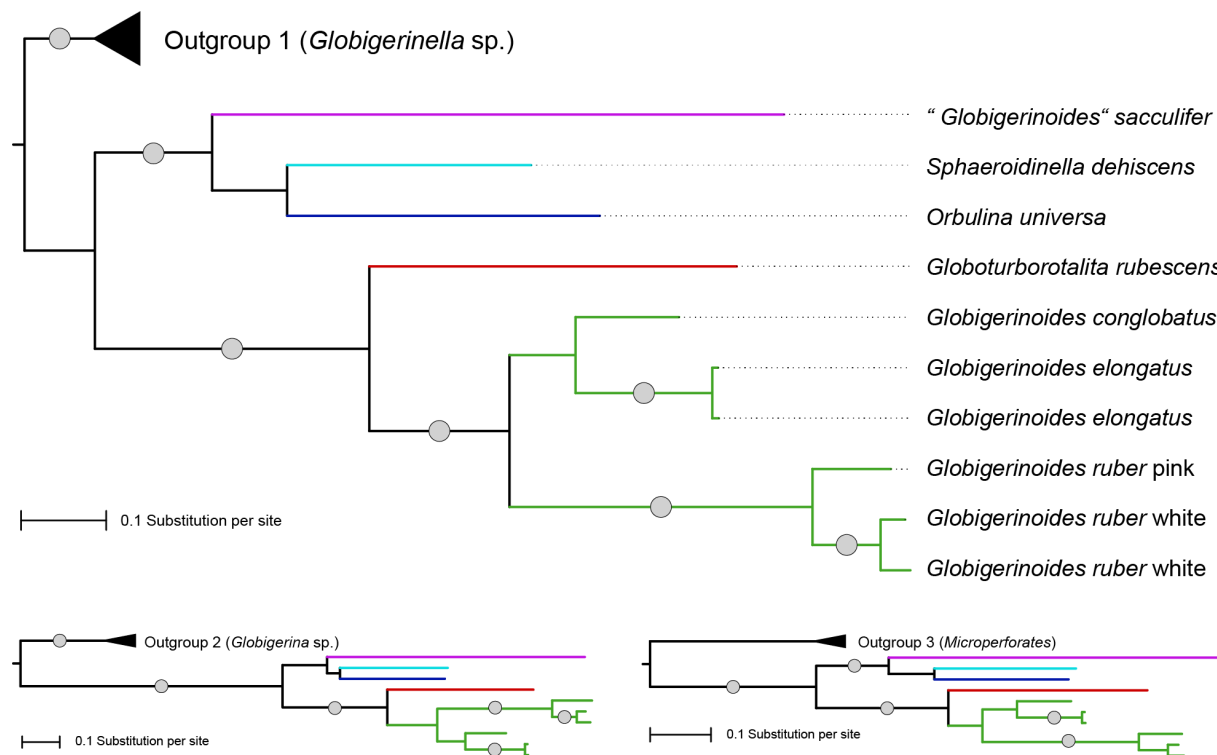 Outgroup 1 (Globigerinella sp.)
“ Globigerinoides“ sacculifer
Sphaeroidinella dehiscens
Orbulina universa
Globoturborotalita rubescens
Globigerinoides conglobatus
Globigerinoides elongatus
Globigerinoides elongatus
Globigerinoides ruber pink
Globigerinoides ruber white
Globigerinoides ruber white
0.1 Substitution per site
Outgroup 2 (Globigerina sp.)
0.1 Substitution per site
Outgroup 3 (Microperforates)
0.1 Substitution per site